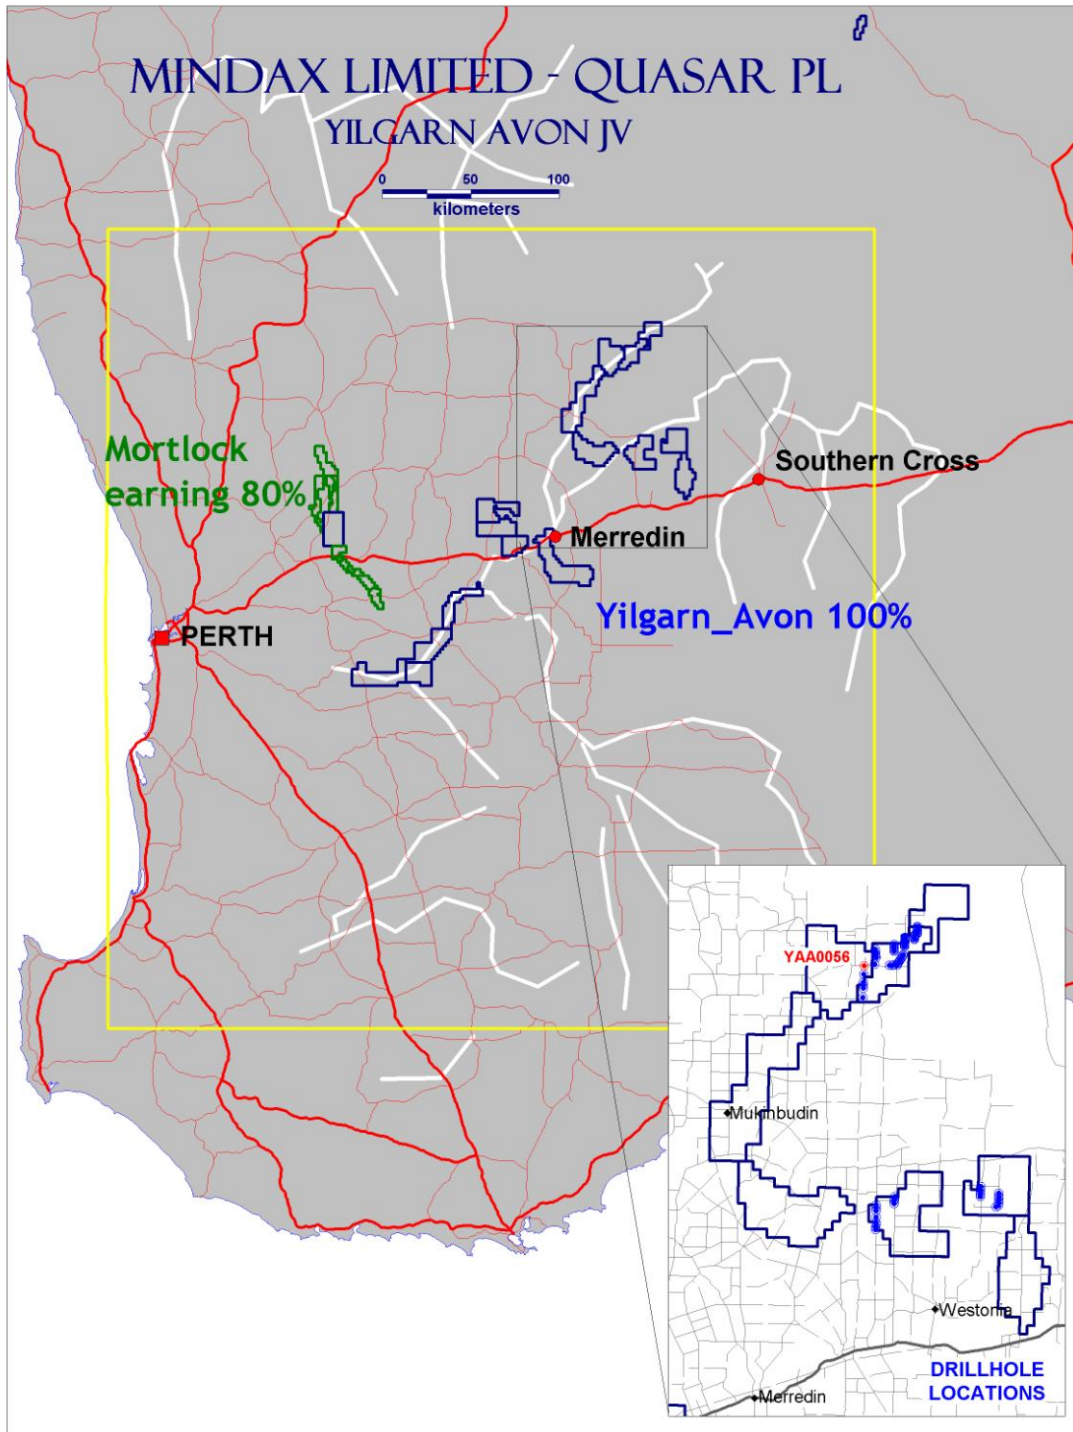 MINDAX LIMITED - QUASAR PL
YILGARN AVON JV
0 50 100
kilometers
Mortlock
earning 80%
Southern Cross
Merredin
Yilgarn_Avon 100%
PERTH
YAA0056
Mukinbudin
Westonia
DRILLHOLE
LOCATIONS
Merredin